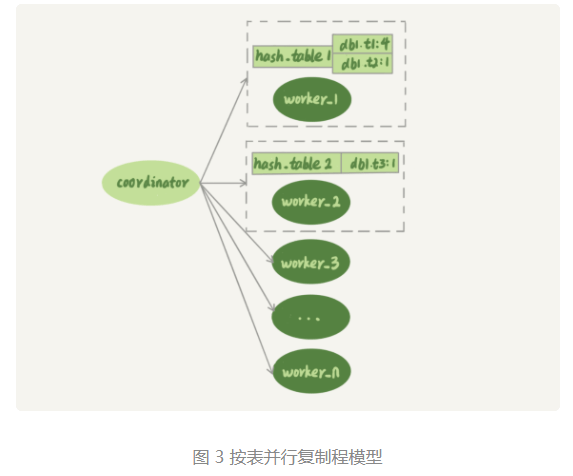 hash_table 1
db1.t1:4
db1.t2:1
worker_1
hash_table 2
db1.t3:1
worker_2
coordinator
worker_3
...
worker_n
图 3 按表并行复制程模型